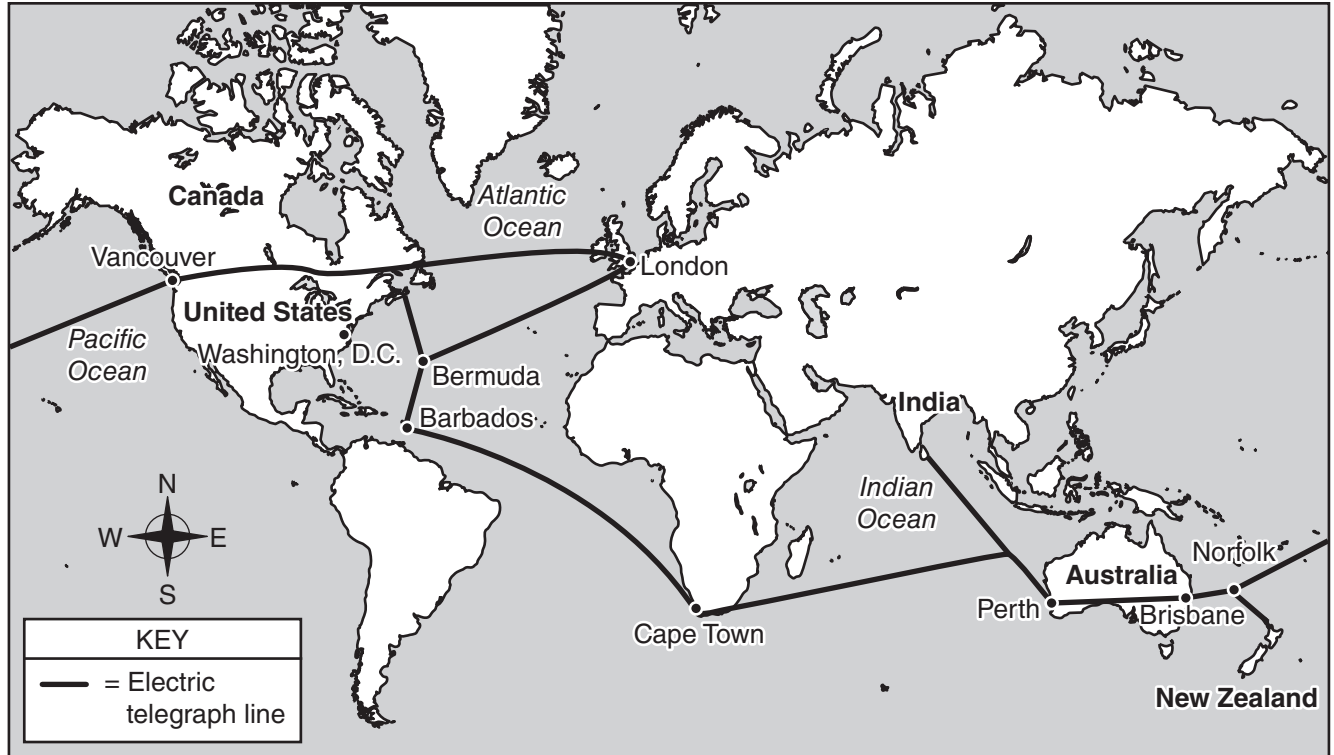 Atlantic
Ocean
Canada
Vancouver
London
United States
Pacific
Ocean
Washington, D.C.
Bermuda
India
Barbados
N
W
E
S
Indian
Ocean
Norfolk
Australia
Perth
Brisbane
Cape Town
New Zealand
KEY
= Electric
telegraph line